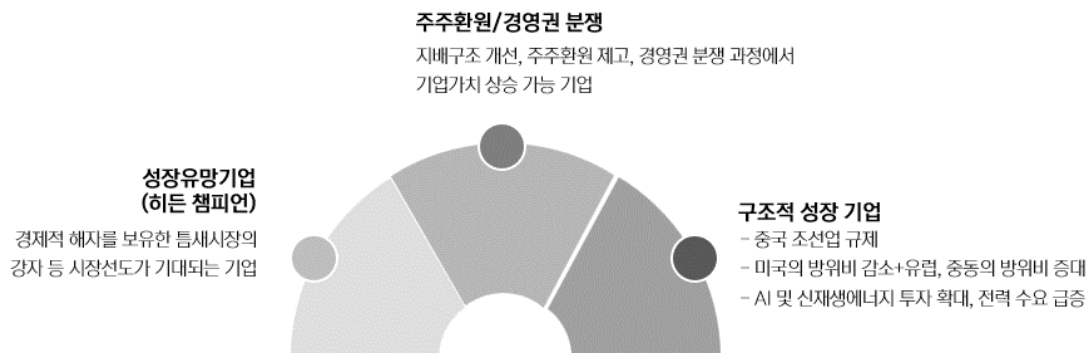 주주환원/경영권 분쟁
지배구조 개선, 주주환원 제고, 경영권 분쟁 과정에서
기업가치 상승 가능 기업
성장유망기업
(히든 챔피언)
경제적 해자를 보유한 틈새시장의
강자 등 시장선도가 기대되는 기업
구조적 성장 기업
- 중국 조선업 규제
- 미국의 방위비 감소+유럽, 중동의 방위비 증대
- AI 및 신재생에너지 투자 확대, 전력 수요 급증